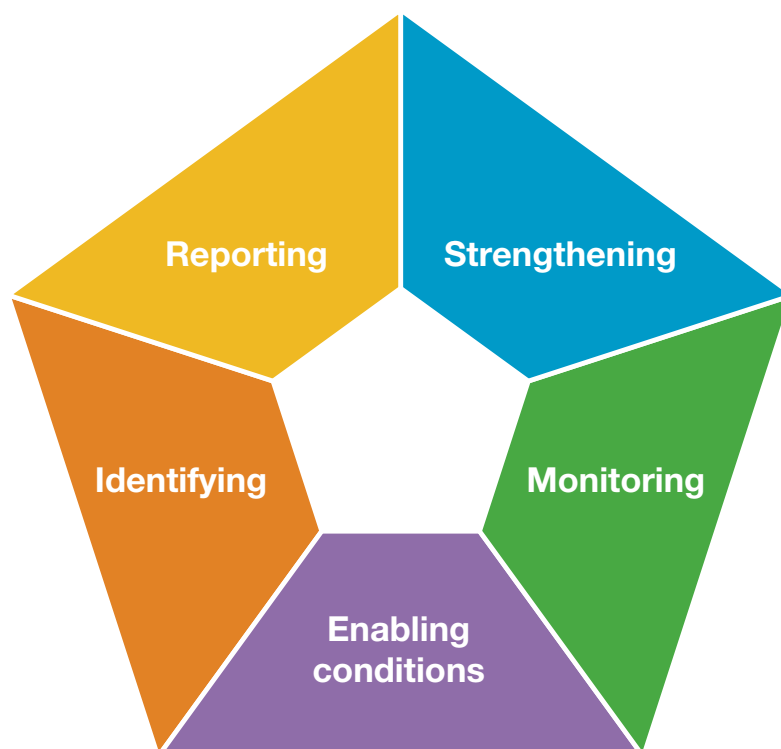 Reporting
Strengthening
Identifying
Monitoring
Enabling
conditions